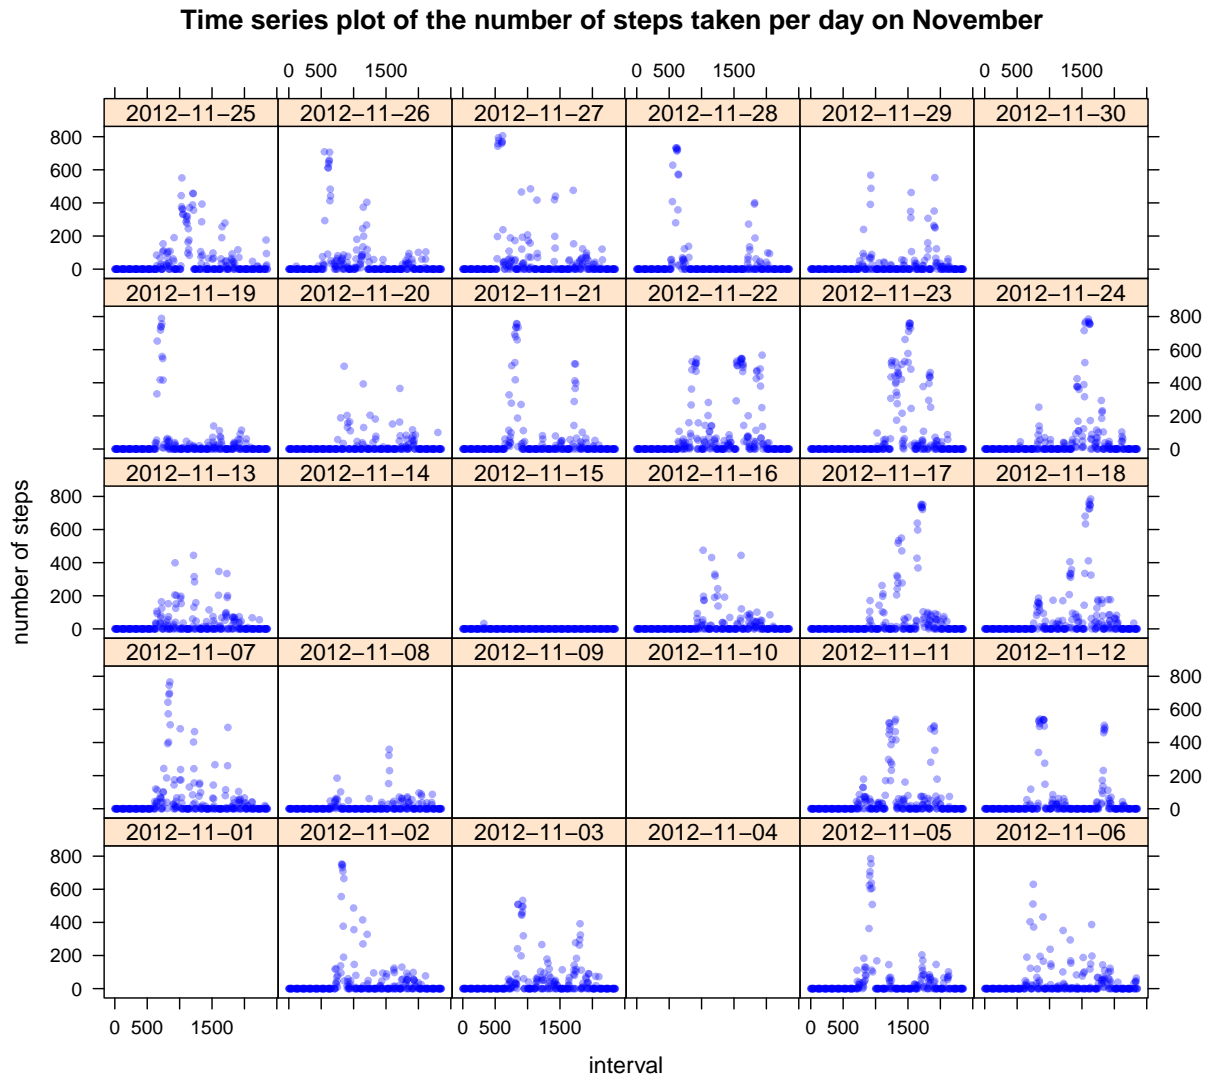 Time series plot of the number of steps taken per day on November
0 500 1500 0 500 1500 0 500 1500
2012−11−25 2012−11−26 2012−11−27 2012−11−28 2012−11−29 2012−11−30
800
600
400
200
0
2012−11−19 2012−11−20 2012−11−21 2012−11−22 2012−11−23 2012−11−24
800
600
400
200
0
2012−11−13 2012−11−14 2012−11−15 2012−11−16 2012−11−17 2012−11−18
800
600
400
200
0
number of steps
2012−11−07 2012−11−08 2012−11−09 2012−11−10 2012−11−11 2012−11−12
800
600
400
200
0
2012−11−01 2012−11−02 2012−11−03 2012−11−04 2012−11−05 2012−11−06
800
600
400
200
0
0 500 1500 0 500 1500 0 500 1500
interval